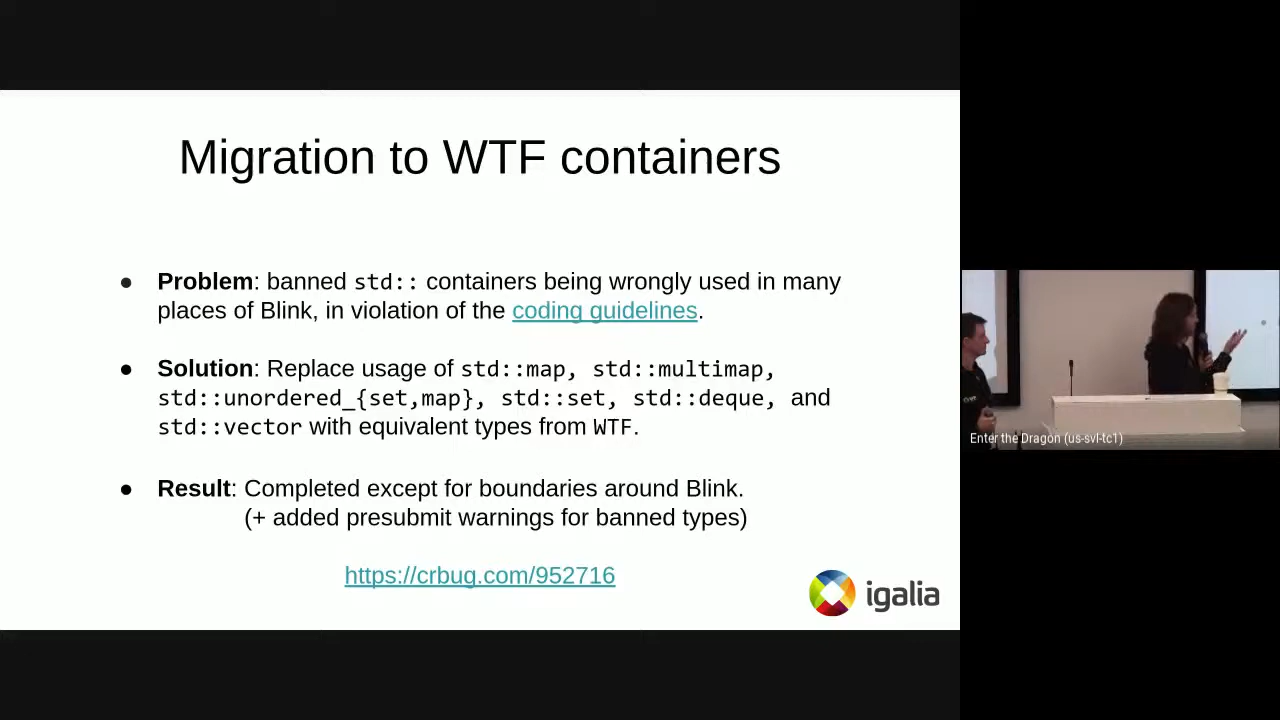 Migration to WTF containers
● Problem: banned std:: containers being wrongly used in many
places of Blink, in violation of the coding guidelines.
● Solution: Replace usage of std::map, std::multimap,
std::unordered_{set,map}, std::set, std::deque, and
std::vector with equivalent types from WTF.
● Result: Completed except for boundaries around Blink.
(+ added presubmit warnings for banned types)
https://crbug.com/952716
igalia
Enter the Dragon (us-svl-tc1)